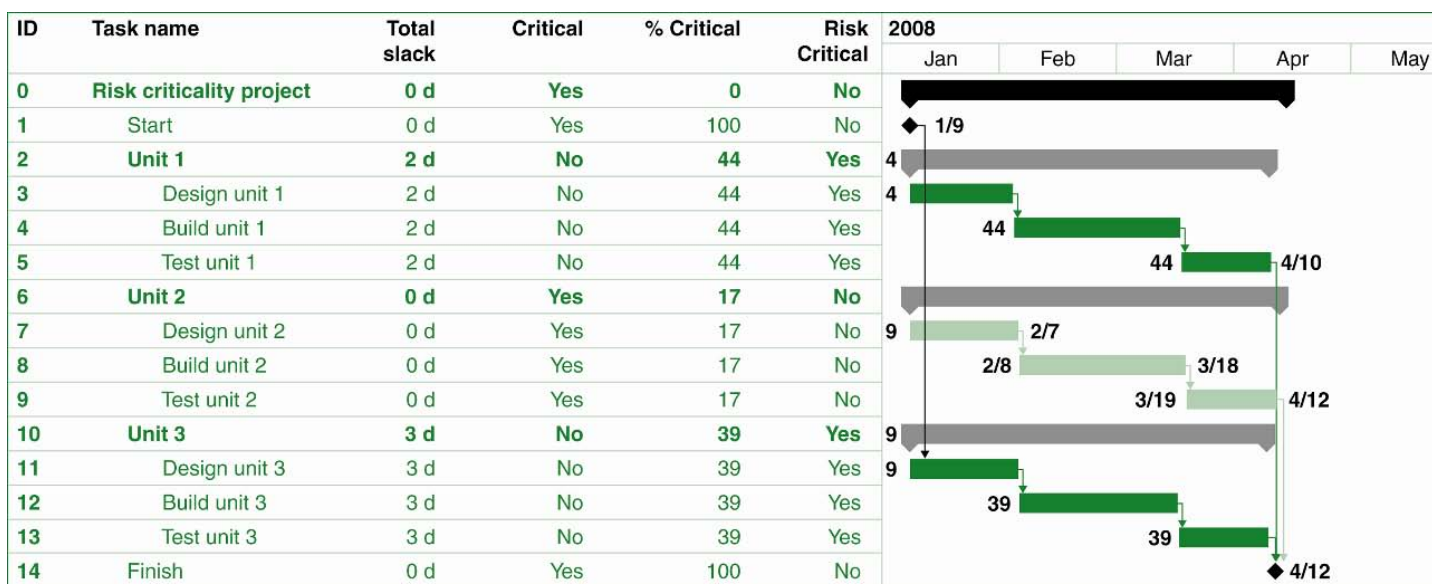 ID Task name Total slack Critical % Critical Risk Critical 2008
Jan Feb Mar Apr May
0 Risk criticality project 0 d Yes 0 No
1 Start 0 d Yes 100 No 1/9
2 Unit 1 2 d No 44 Yes 4
3 Design unit 1 2 d No 44 Yes 4
4 Build unit 1 2 d No 44 Yes 44
5 Test unit 1 2 d No 44 Yes 44 4/10
6 Unit 2 0 d Yes 17 No
7 Design unit 2 0 d Yes 17 No 9 2/7
8 Build unit 2 0 d Yes 17 No 2/8 3/18
9 Test unit 2 0 d Yes 17 No 3/19 4/12
10 Unit 3 3 d No 39 Yes 9
11 Design unit 3 3 d No 39 Yes 9
12 Build unit 3 3 d No 39 Yes 39
13 Test unit 3 3 d No 39 Yes 39
14 Finish 0 d Yes 100 No 4/12